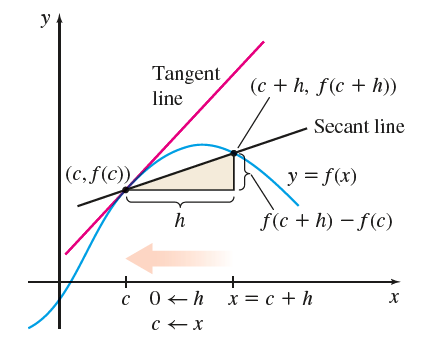 y
Tangent
line
(c + h, f(c + h))
Secant line
(c, f(c))
y = f(x)
h
f(c + h) − f(c)
c 0 ← h x = c + h x
c ← x